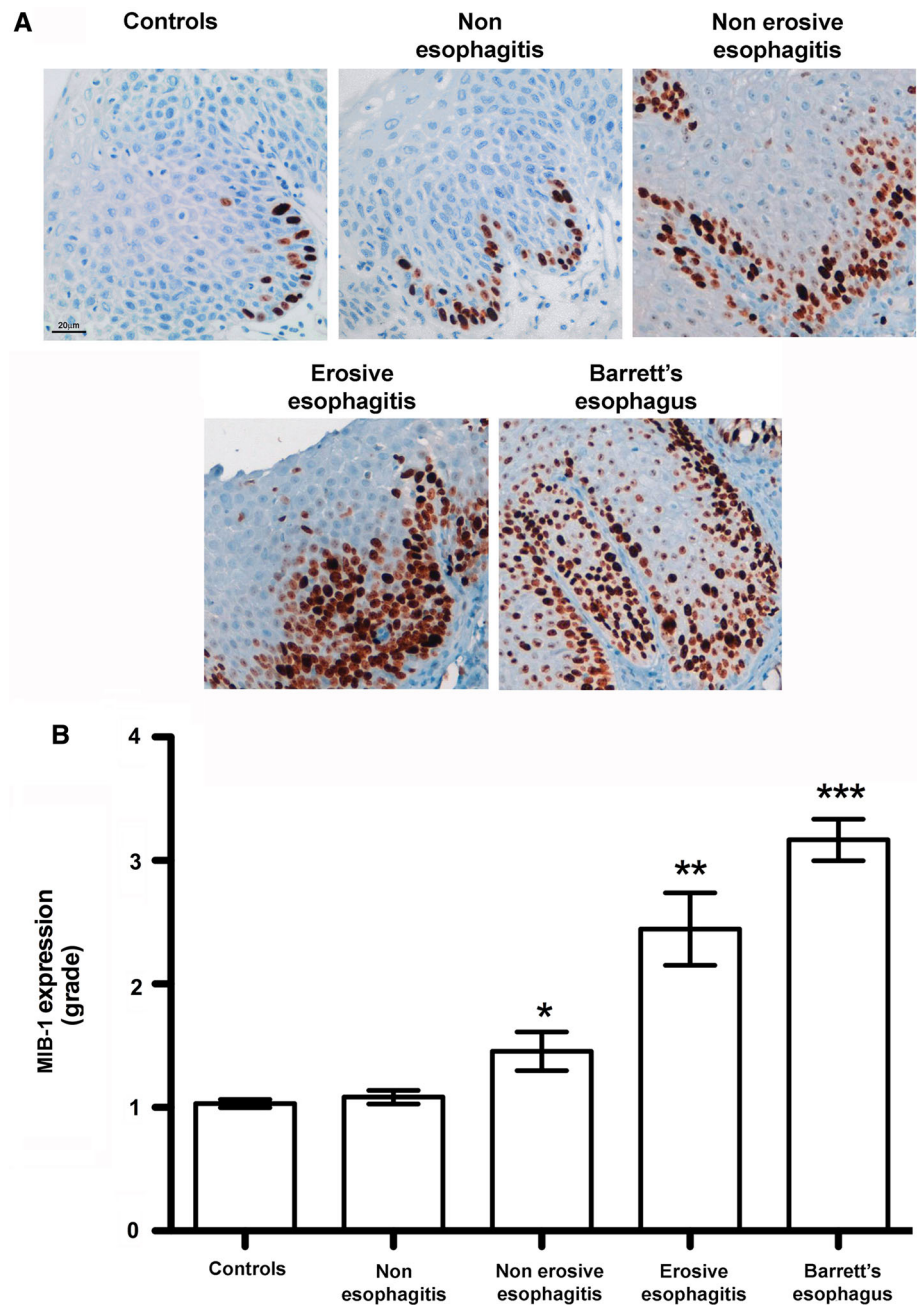 A
Controls
Non
esophagitis
Non erosive
esophagitis
20µm
Erosive
esophagitis
Barrett's
esophagus
B
MIB-1 expression
(grade)
4
3
2
1
0
*
**
***
Controls
Non
esophagitis
Non erosive
esophagitis
Erosive
esophagitis
Barrett's
esophagus